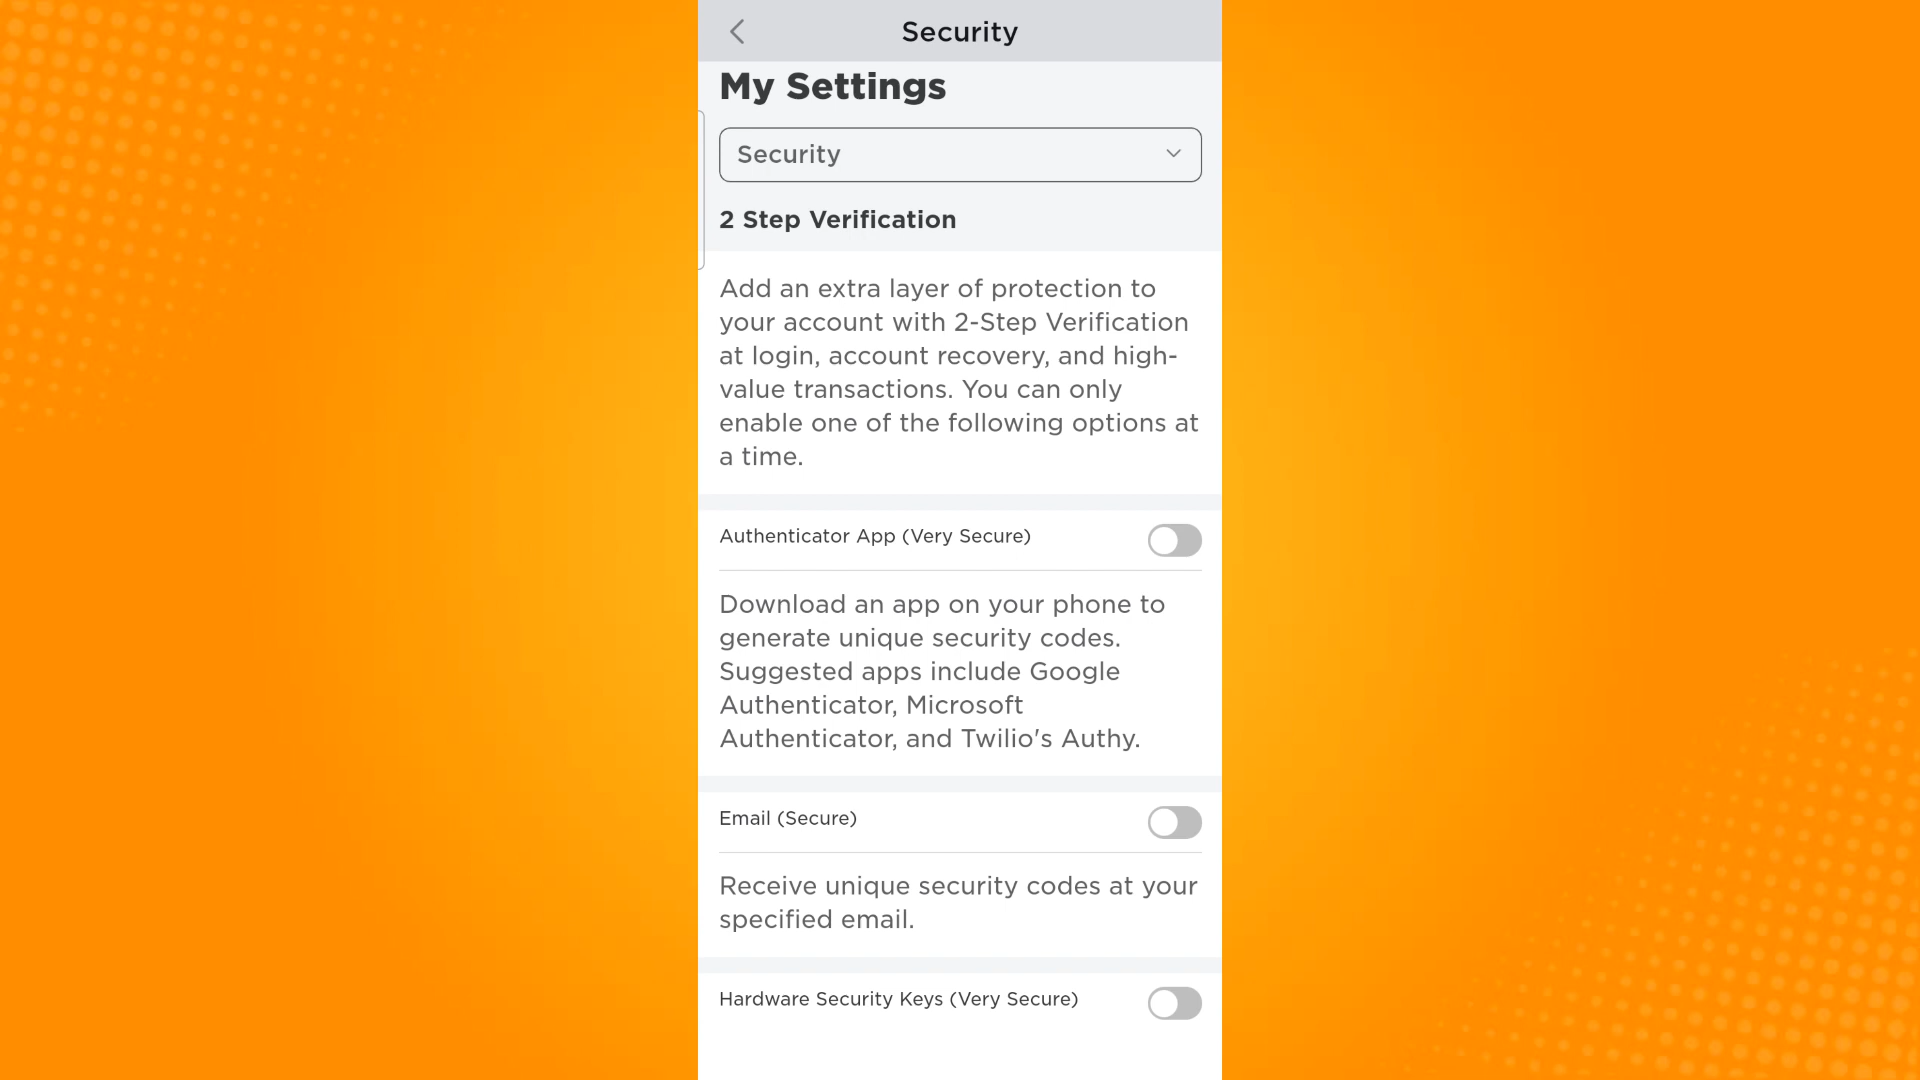 Security
My Settings
Security
2 Step Verification
Add an extra layer of protection to
your account with 2-Step Verification
at login, account recovery, and high-
value transactions. You can only
enable one of the following options at
a time.
Authenticator App (Very Secure)
Download an app on your phone to
generate unique security codes.
Suggested apps include Google
Authenticator, Microsoft
Authenticator, and Twilio's Authy.
Email (Secure)
Receive unique security codes at your
specified email.
Hardware Security Keys (Very Secure)